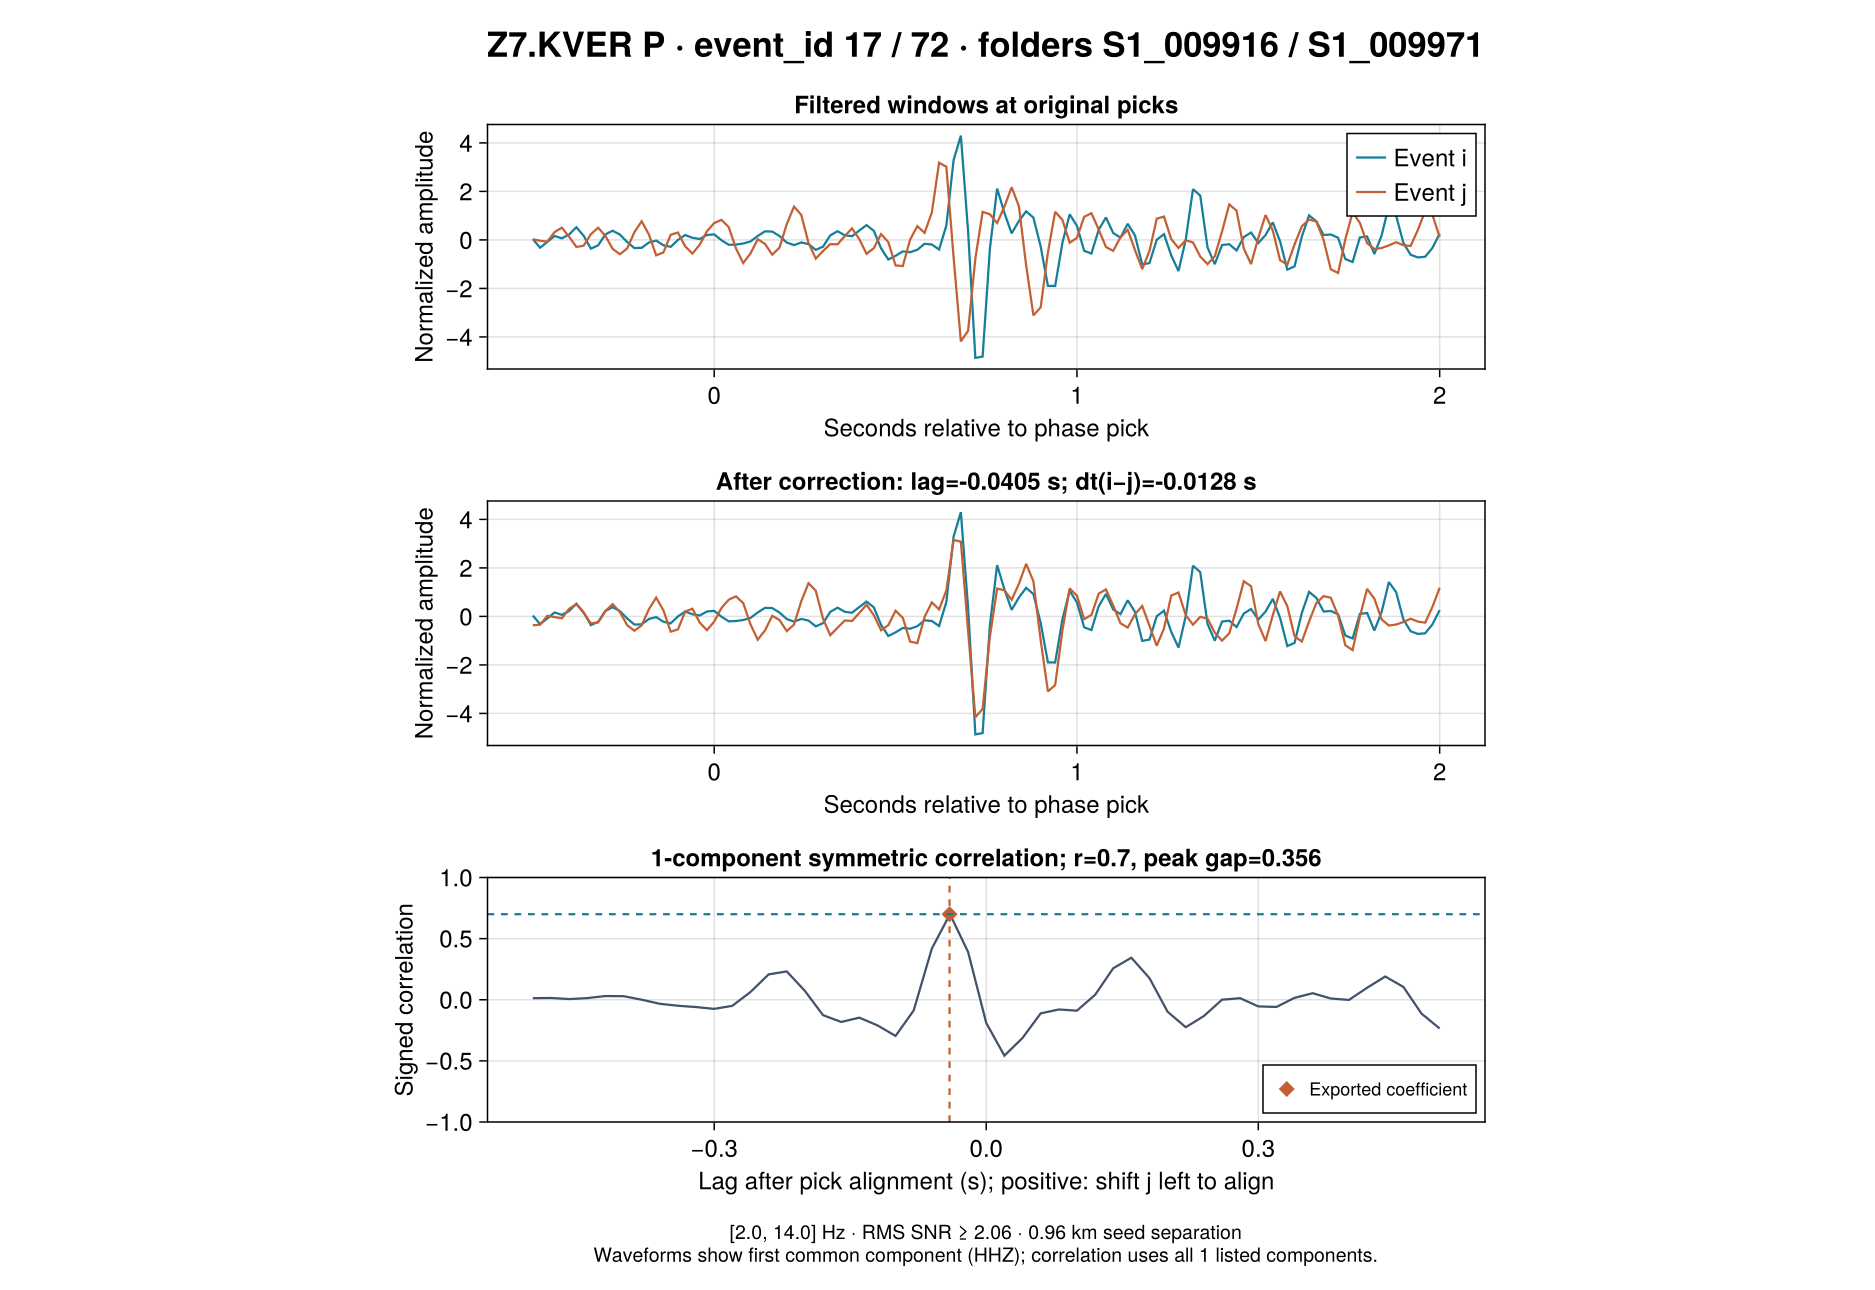 Z7.KVER P · event_id 17 / 72 · folders S1_009916 / S1_009971
Filtered windows at original picks
Normalized amplitude
4
2
0
−2
−4
Event i
Event j
0
1
2
Seconds relative to phase pick
After correction: lag=-0.0405 s; dt(i−j)=-0.0128 s
Normalized amplitude
4
2
0
−2
−4
0
1
2
Seconds relative to phase pick
1-component symmetric correlation; r=0.7, peak gap=0.356
Signed correlation
1.0
0.5
0.0
−0.5
−1.0
Exported coefficient
−0.3
0.0
0.3
Lag after pick alignment (s); positive: shift j left to align
[2.0, 14.0] Hz · RMS SNR ≥ 2.06 · 0.96 km seed separation
Waveforms show first common component (HHZ); correlation uses all 1 listed components.